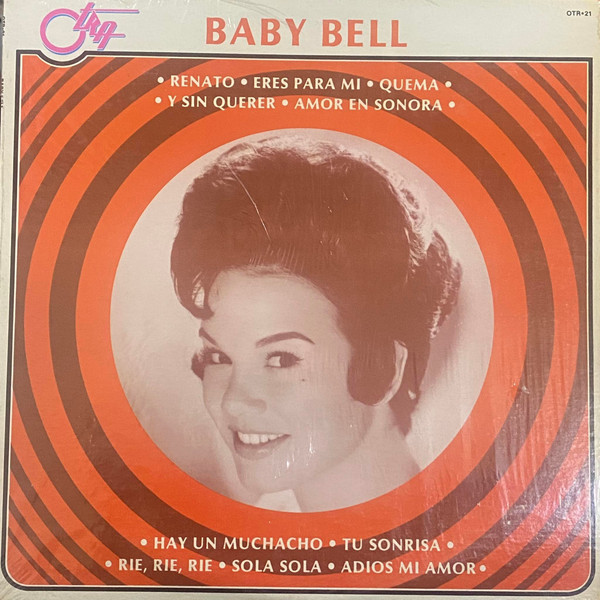 Otra
OTR•21
BABY BELL
• RENATO • ERES PARA MI • QUEMA •
• Y SIN QUERER • AMOR EN SONORA •
• HAY UN MUCHACHO • TU SONRISA •
• RIE, RIE, RIE • SOLA SOLA • ADIOS MI AMOR •